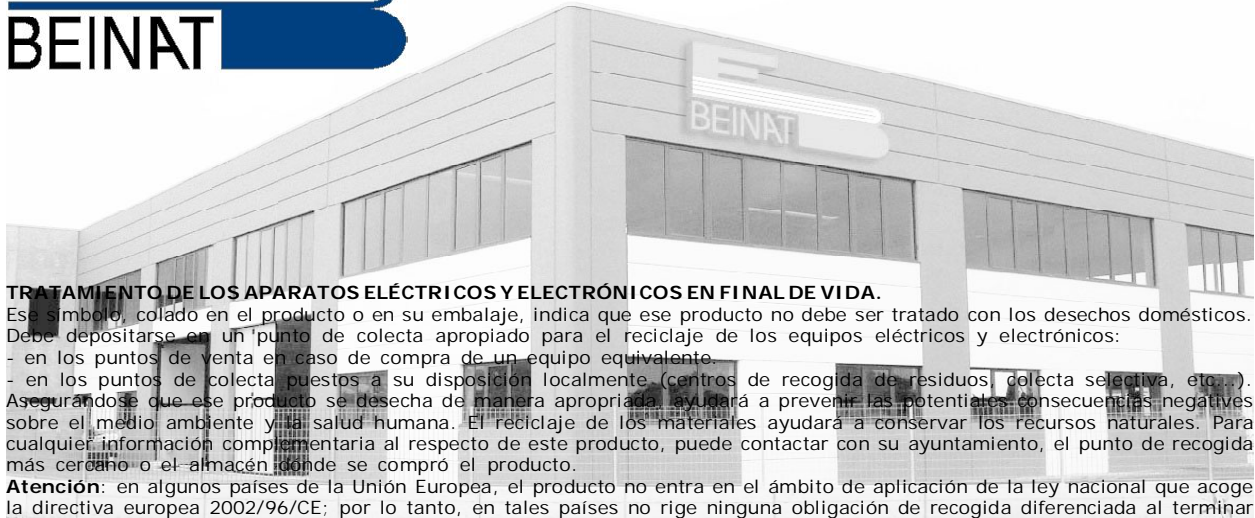 BEINAT
BEINAT
TRATAMIENTO DE LOS APARATOS ELÉCTRICOS Y ELECTRÓNICOS EN FINAL DE VIDA.
Ese símbolo, colado en el producto o en su embalaje, indica que ese producto no debe ser tratado con los desechos domésticos.
Debe depositarse en un punto de colecta apropiado para el reciclaje de los equipos eléctricos y electrónicos:
- en los puntos de venta en caso de compra de un equipo equivalente.
- en los puntos de colecta puestos a su disposición localmente (centros de recogida de residuos, colecta selectiva, etc...).
Asegurándose que ese producto se desecha de manera apropiada, ayudará a prevenir las potentiales consecuencias negatives
sobre el medio ambiente y la salud humana. El reciclaje de los materiales ayudará a conservar los recursos naturales. Para
cualquier información complementaria al respecto de este producto, puede contactar con su ayuntamiento, el punto de recogida
más cercano o el almacén donde se compró el producto.
Atención: en algunos países de la Unión Europea, el producto no entra en el ámbito de aplicación de la ley nacional que acoge
la directiva europea 2002/96/CE; por lo tanto, en tales países no rige ninguna obligación de recogida diferenciada al terminar